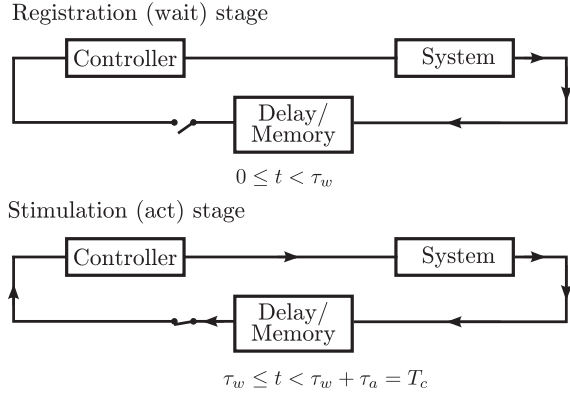 Registration (wait) stage
Controller
System
Delay/
Memory
0 ≤ t < τ_w
Stimulation (act) stage
Controller
System
Delay/
Memory
τ_w ≤ t < τ_w + τ_a = T_c